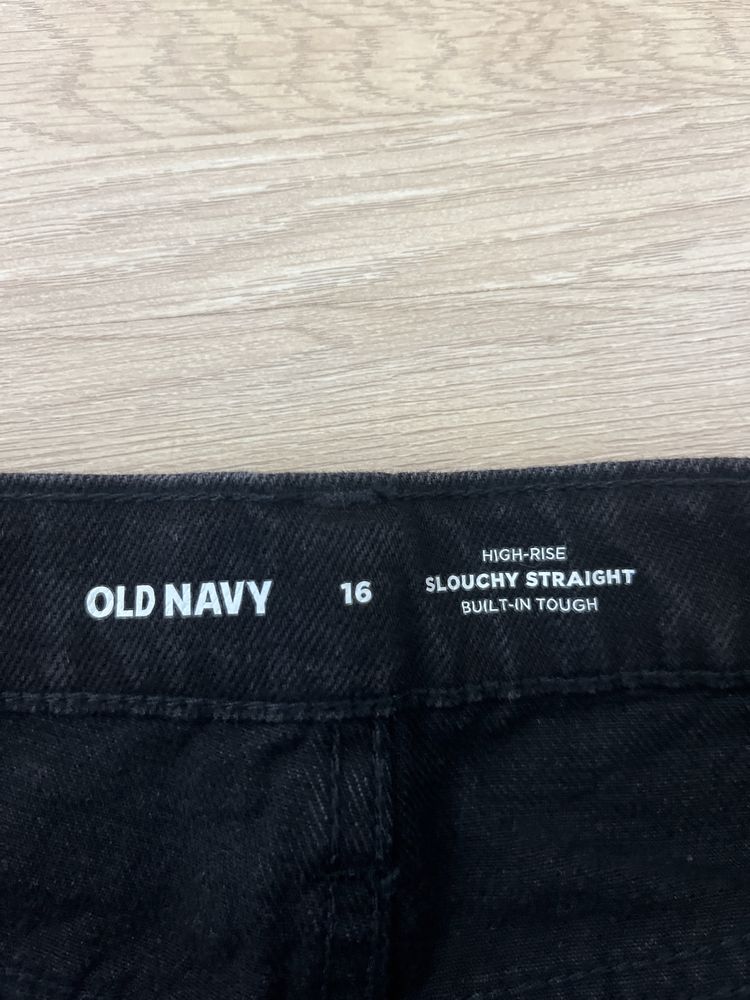 OLD NAVY
16
HIGH-RISE
SLOUCHY STRAIGHT
BUILT-IN TOUGH